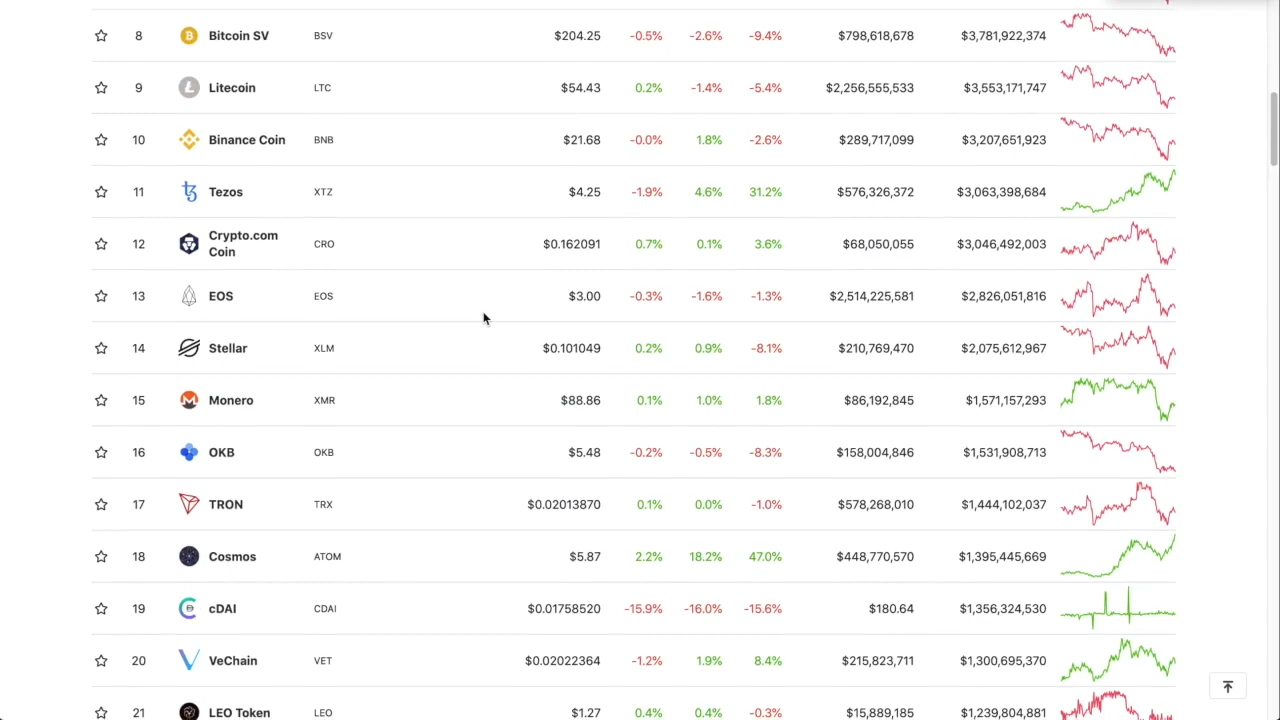 8 Bitcoin SV BSV $204.25 -0.5% -2.6% -9.4% $798,618,678 $3,781,922,374
9 Litecoin LTC $54.43 0.2% -1.4% -5.4% $2,256,555,533 $3,553,171,747
10 Binance Coin BNB $21.68 -0.0% 1.8% -2.6% $289,717,099 $3,207,651,923
11 Tezos XTZ $4.25 -1.9% 4.6% 31.2% $576,326,372 $3,063,398,684
12 Crypto.com Coin CRO $0.162091 0.7% 0.1% 3.6% $68,050,055 $3,046,492,003
13 EOS EOS $3.00 -0.3% -1.6% -1.3% $2,514,225,581 $2,826,051,816
14 Stellar XLM $0.101049 0.2% 0.9% -8.1% $210,769,470 $2,075,612,967
15 Monero XMR $88.86 0.1% 1.0% 1.8% $86,192,845 $1,571,157,293
16 OKB OKB $5.48 -0.2% -0.5% -8.3% $158,004,846 $1,531,908,713
17 TRON TRX $0.02013870 0.1% 0.0% -1.0% $578,268,010 $1,444,102,037
18 Cosmos ATOM $5.87 2.2% 18.2% 47.0% $448,770,570 $1,395,445,669
19 cDAI CDAI $0.01758520 -15.9% -16.0% -15.6% $180.64 $1,356,324,530
20 VeChain VET $0.02022364 -1.2% 1.9% 8.4% $215,823,711 $1,300,695,370
21 LEO Token LEO $1.27 0.4% 0.4% -0.3% $15,889,185 $1,239,804,881